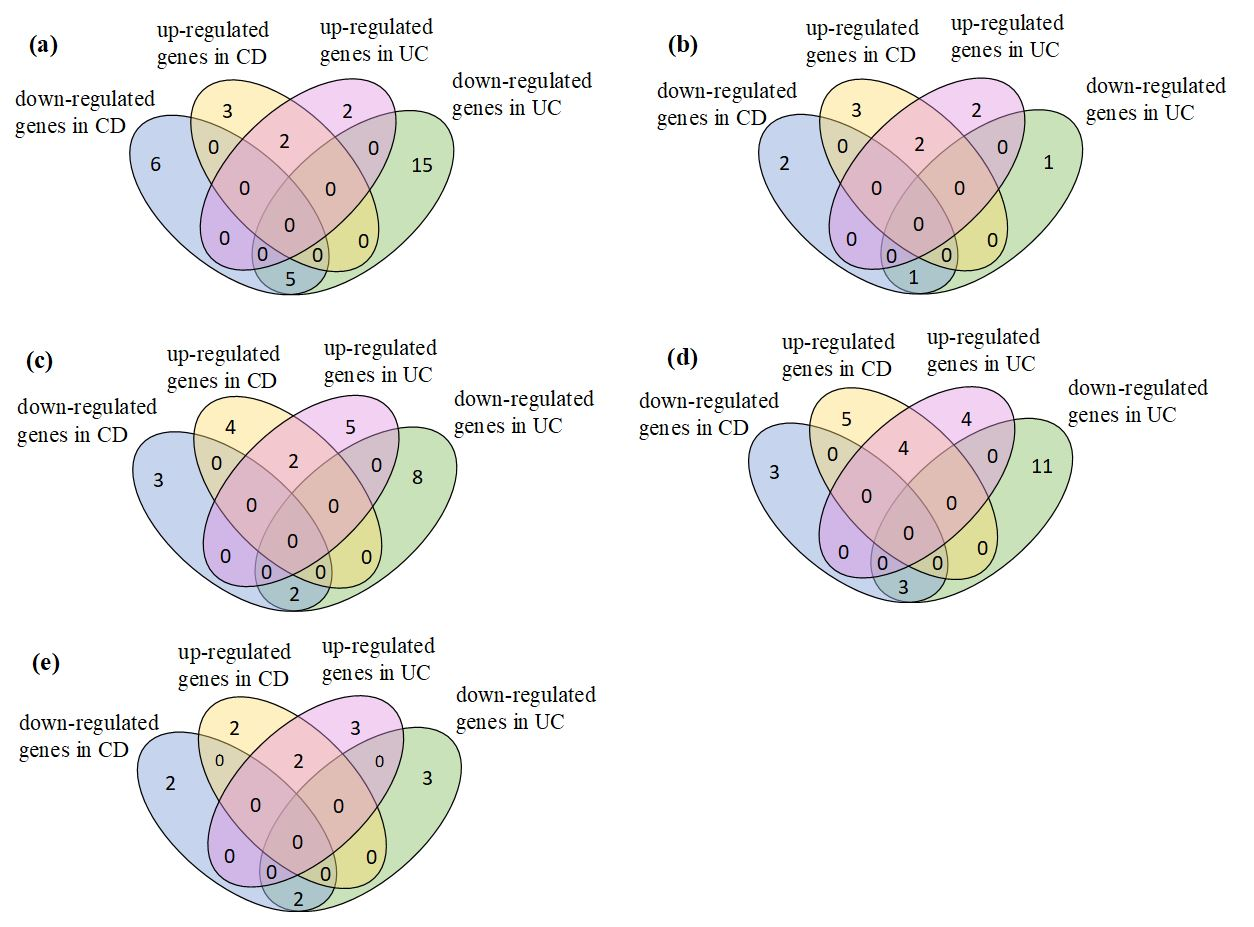 (a)
up-regulated
genes in CD
up-regulated
genes in UC
down-regulated
genes in CD
down-regulated
genes in UC
3
2
6
0
2
0
15
0
0
0
0
0
0
0
5
(b)
up-regulated
genes in CD
up-regulated
genes in UC
down-regulated
genes in CD
down-regulated
genes in UC
3
2
2
0
2
0
1
0
0
0
0
0
0
0
1
(c)
up-regulated
genes in CD
up-regulated
genes in UC
down-regulated
genes in CD
down-regulated
genes in UC
4
5
3
0
2
0
8
0
0
0
0
0
0
0
2
(d)
up-regulated
genes in CD
up-regulated
genes in UC
down-regulated
genes in CD
down-regulated
genes in UC
5
4
3
0
4
0
11
0
0
0
0
0
0
0
3
(e)
up-regulated
genes in CD
up-regulated
genes in UC
down-regulated
genes in CD
down-regulated
genes in UC
2
3
2
0
2
0
3
0
0
0
0
0
0
0
2